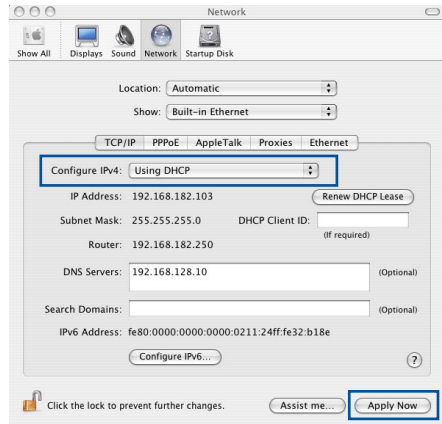 Network
Show All Displays Sound Network Startup Disk
Location: Automatic
Show: Built-in Ethernet
TCP/IP PPPoE AppleTalk Proxies Ethernet
Configure IPv4: Using DHCP
IP Address: 192.168.182.103 Renew DHCP Lease
Subnet Mask: 255.255.255.0 DHCP Client ID:
(If required)
Router: 192.168.182.250
DNS Servers: 192.168.128.10 (Optional)
Search Domains: (Optional)
IPv6 Address: fe80:0000:0000:0000:0211:24ff:fe32:b18e
Configure IPv6... ?
Click the lock to prevent further changes. Assist me... Apply Now